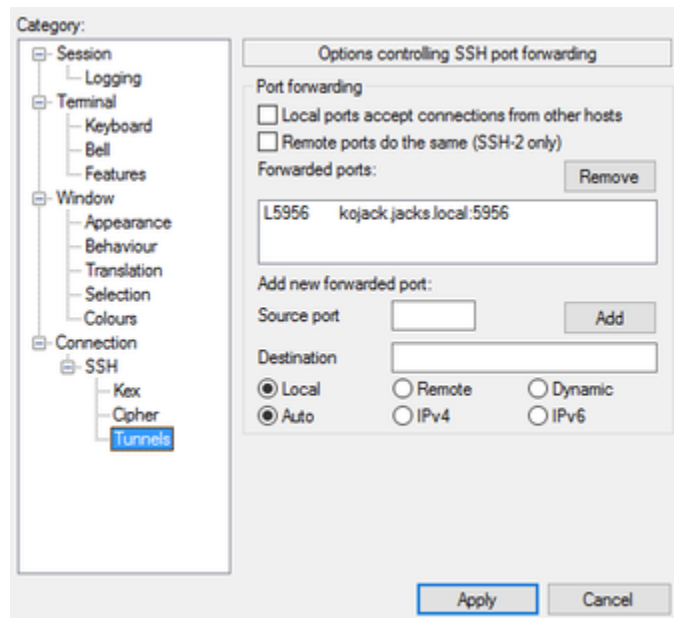 Category:
Session
Logging
Terminal
Keyboard
Bell
Features
Window
Appearance
Behaviour
Translation
Selection
Colours
Connection
SSH
Kex
Cipher
Tunnels
Options controlling SSH port forwarding
Port forwarding
Local ports accept connections from other hosts
Remote ports do the same (SSH-2 only)
Forwarded ports:
Remove
L5956 kojack.jacks.local:5956
Add new forwarded port:
Source port
Add
Destination
Local Remote Dynamic
Auto IPv4 IPv6
Apply Cancel